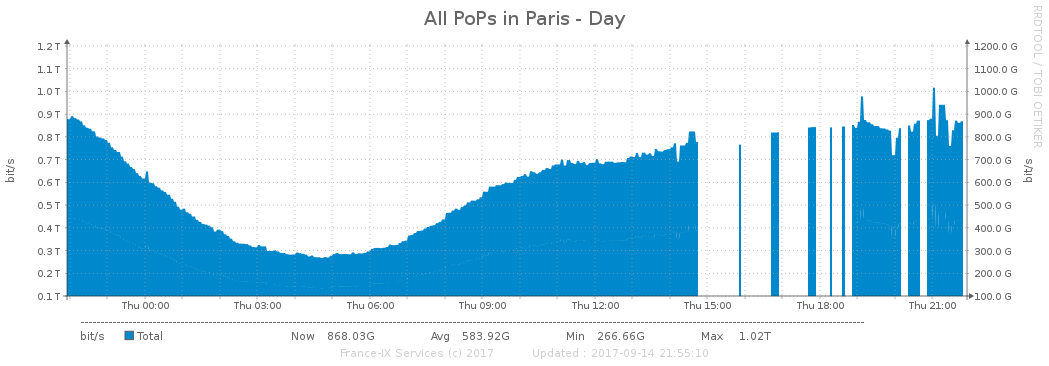 All PoPs in Paris - Day
RRDTOOL / TOBI OETIKER
bit/s
1.2 T 1200.0 G
1.1 T 1100.0 G
1.0 T 1000.0 G
0.9 T 900.0 G
0.8 T 800.0 G
0.7 T 700.0 G
0.6 T 600.0 G
0.5 T 500.0 G
0.4 T 400.0 G
0.3 T 300.0 G
0.2 T 200.0 G
0.1 T 100.0 G
bit/s
Thu 00:00 Thu 03:00 Thu 06:00 Thu 09:00 Thu 12:00 Thu 15:00 Thu 18:00 Thu 21:00
bit/s Total Now 868.03G Avg 583.92G Min 266.66G Max 1.02T
France-IX Services (c) 2017 Updated : 2017-09-14 21:55:10